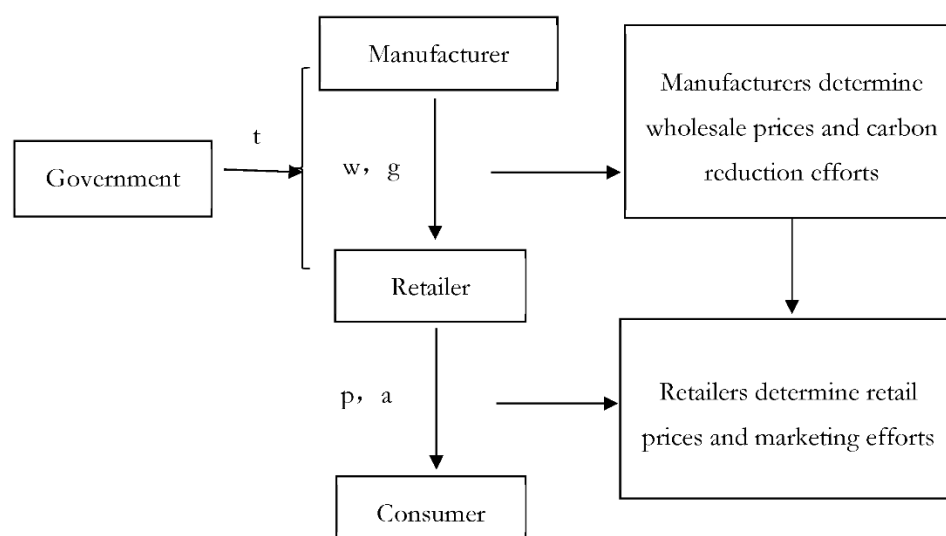 Manufacturer
Manufacturers determine
wholesale prices and carbon
reduction efforts
t
Government
w，g
Retailer
p，a
Retailers determine retail
prices and marketing efforts
Consumer